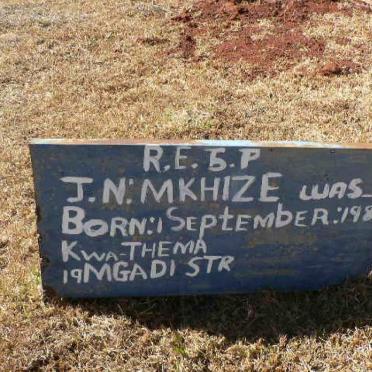 R.E.S.P
J.N. MKHIZE WAS
BORN: 1 SEPTEMBER: 198
KWA-THEMA
19 MGADI STR